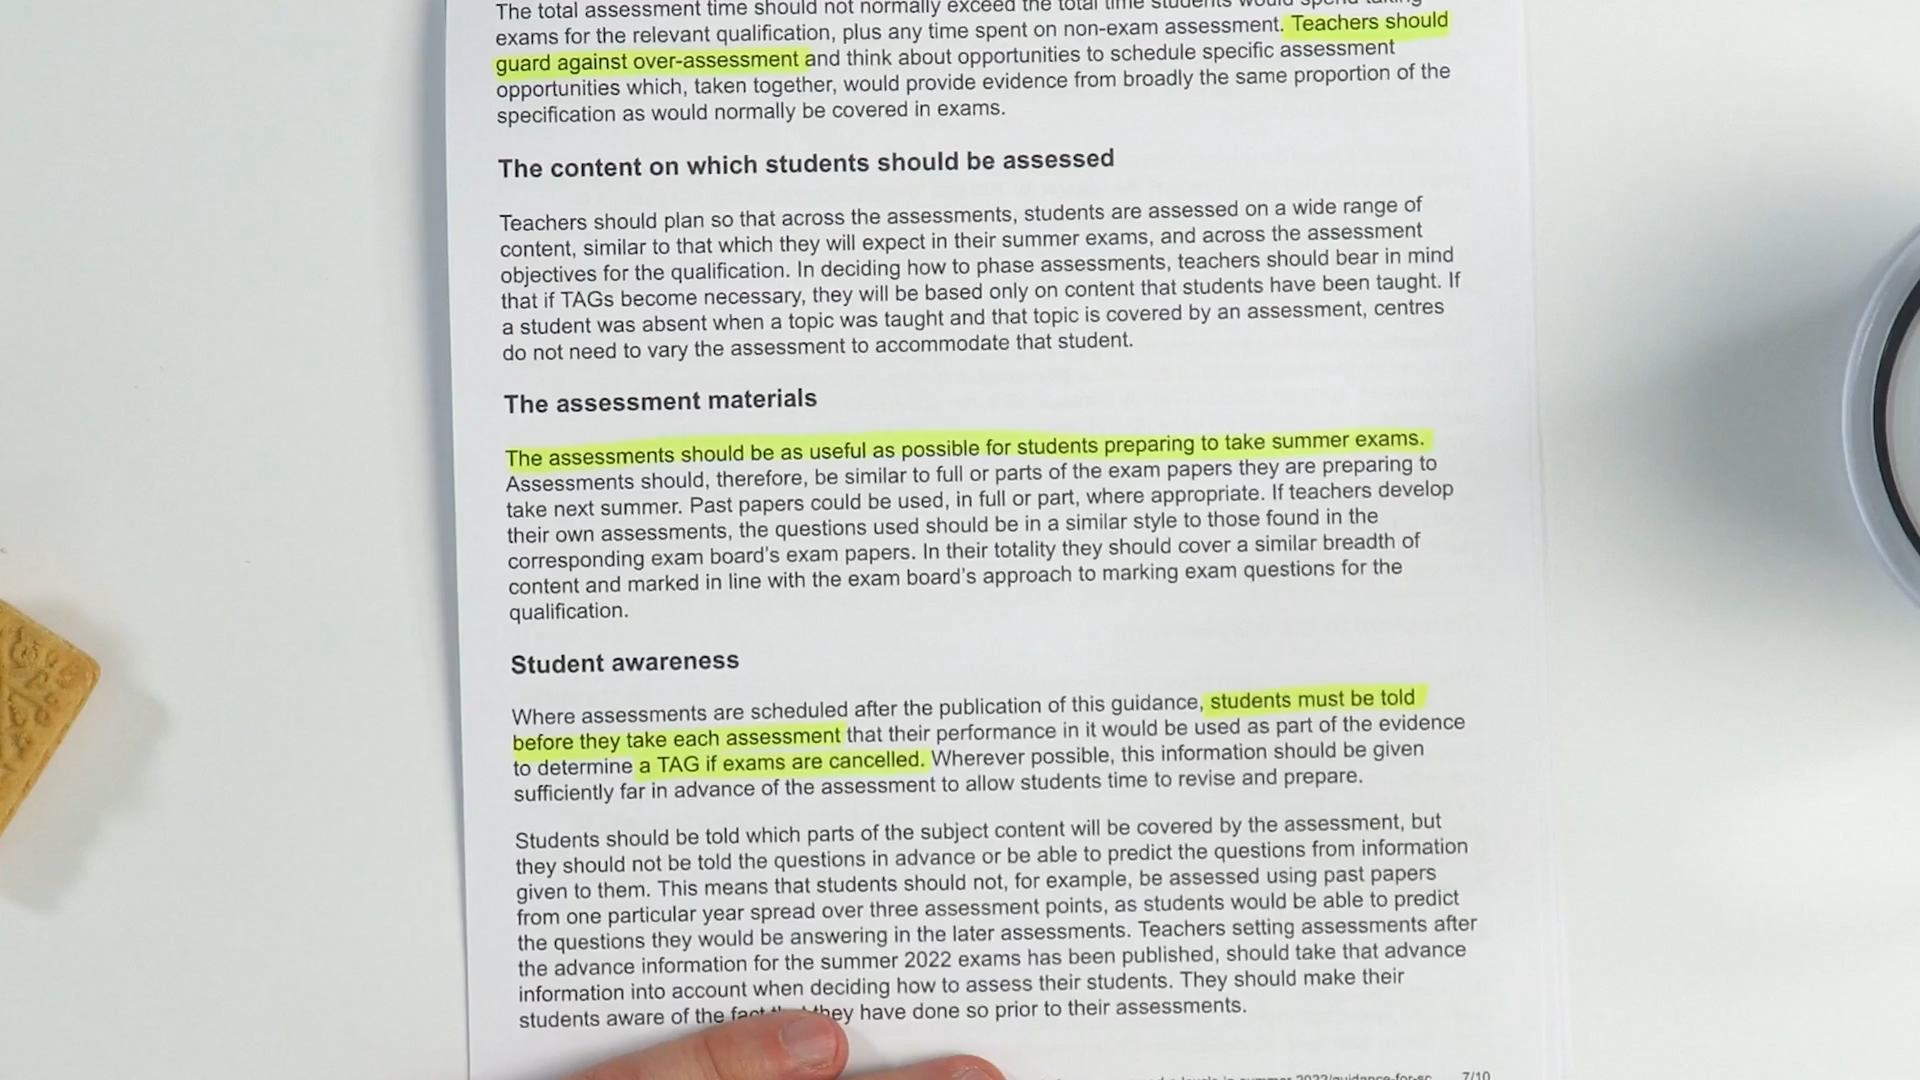 The total assessment time should not normally exceed the total time students would spend taking
exams for the relevant qualification, plus any time spent on non-exam assessment. Teachers should
guard against over-assessment and think about opportunities to schedule specific assessment
opportunities which, taken together, would provide evidence from broadly the same proportion of the
specification as would normally be covered in exams.
The content on which students should be assessed
Teachers should plan so that across the assessments, students are assessed on a wide range of
content, similar to that which they will expect in their summer exams, and across the assessment
objectives for the qualification. In deciding how to phase assessments, teachers should bear in mind
that if TAGs become necessary, they will be based only on content that students have been taught. If
a student was absent when a topic was taught and that topic is covered by an assessment, centres
do not need to vary the assessment to accommodate that student.
The assessment materials
The assessments should be as useful as possible for students preparing to take summer exams.
Assessments should, therefore, be similar to full or parts of the exam papers they are preparing to
take next summer. Past papers could be used, in full or part, where appropriate. If teachers develop
their own assessments, the questions used should be in a similar style to those found in the
corresponding exam board's exam papers. In their totality they should cover a similar breadth of
content and marked in line with the exam board's approach to marking exam questions for the
qualification.
Student awareness
Where assessments are scheduled after the publication of this guidance, students must be told
before they take each assessment that their performance in it would be used as part of the evidence
to determine a TAG if exams are cancelled. Wherever possible, this information should be given
sufficiently far in advance of the assessment to allow students time to revise and prepare.
Students should be told which parts of the subject content will be covered by the assessment, but
they should not be told the questions in advance or be able to predict the questions from information
given to them. This means that students should not, for example, be assessed using past papers
from one particular year spread over three assessment points, as students would be able to predict
the questions they would be answering in the later assessments. Teachers setting assessments after
the advance information for the summer 2022 exams has been published, should take that advance
information into account when deciding how to assess their students. They should make their
students aware of the fact that they have done so prior to their assessments.
7/10